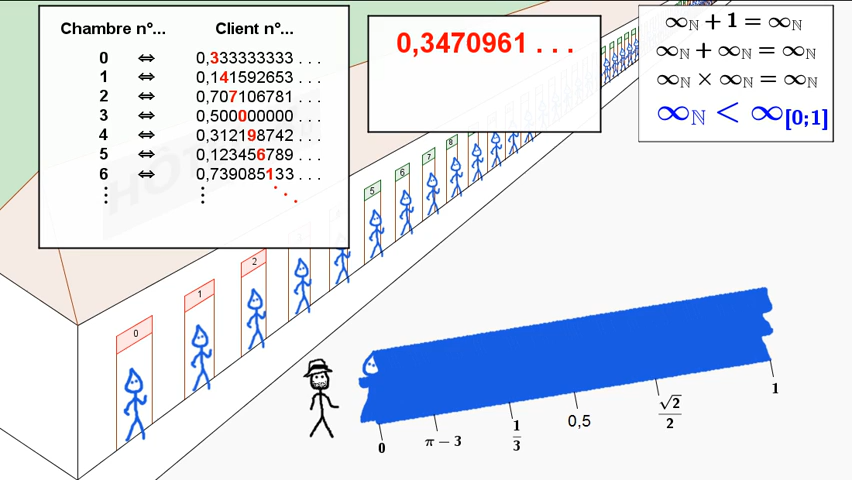 Chambre n°... Client n°...
0 ⇔ 0,333333333 . . .
1 ⇔ 0,141592653 . . .
2 ⇔ 0,707106781 . . .
3 ⇔ 0,500000000 . . .
4 ⇔ 0,312198742 . . .
5 ⇔ 0,123456789 . . .
6 ⇔ 0,739085133 . . .
⋮ ⋮ . . .
0,3470961 . . .
∞ℕ + 1 = ∞ℕ
∞ℕ + ∞ℕ = ∞ℕ
∞ℕ × ∞ℕ = ∞ℕ
∞ℕ < ∞[0;1]
0
1
2
5
6
7
8
0
π − 3
1/3
0,5
√2/2
1